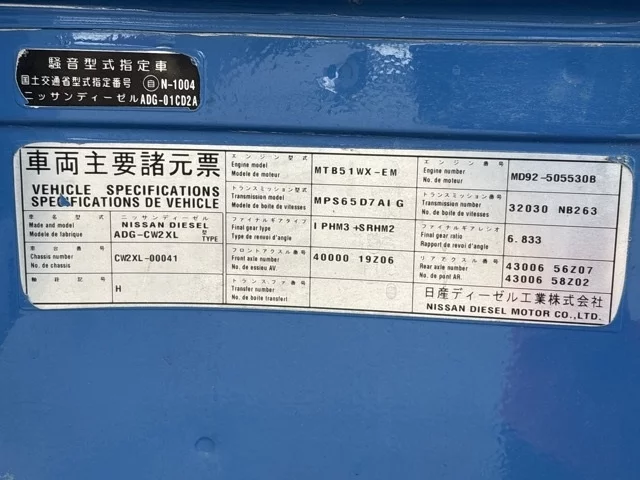 騒音型式指定車
国土交通省型式指定番号 自 N-1004
ニッサンディーゼル ADG-01CD2A
車両主要諸元票
VEHICLE SPECIFICATIONS
SPECIFICATIONS DE VEHICLE
車名型式 ニッサンディーゼル
Made and model NISSAN DIESEL 型
Modele de fabrique ADG-CW2XL TYPE
車台番号
Chassis number CW2XL-00041
No. de chassis
H
エンジン型式
Engine model MTB51WX-EM
Modele de moteur
トランスミッション型式
Transmission model MPS65D7AI G
Modele de boite de vitesses
ファイナルギアタイプ
Final gear type I PHM3 +SRHM2
Type de renvoi d'angle
フロントアクスル番号
Front axle number 40000 19Z06
No. de essieu AV.
トランスファ番号
Transfer number
No. de boite transfert
エンジン番号
Engine number MD92-505530B
No. de moteur
トランスミッション番号
Transmission number 32030 NB263
No. de boite de vitesses
ファイナルギアレシオ
Final gear ratio 6.833
Rapport de renvoi d'angle
リアアクスル番号
Rear axle number 43006 56Z07
No. de pont AR. 43006 58Z02
日産ディーゼル工業株式会社
NISSAN DIESEL MOTOR CO.,LTD.